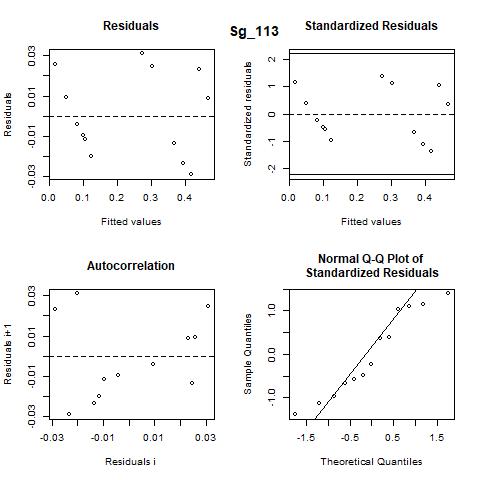 Sg_113
Residuals
Residuals
-0.03 -0.01 0.01 0.03
0.0 0.1 0.2 0.3 0.4
Fitted values
Standardized Residuals
Standardized residuals
-2 -1 0 1 2
0.0 0.1 0.2 0.3 0.4
Fitted values
Autocorrelation
Residuals i+1
-0.03 -0.01 0.01 0.03
-0.03 -0.01 0.01 0.03
Residuals i
Normal Q-Q Plot of
Standardized Residuals
Sample Quantiles
-1.0 0.0 1.0
-1.5 -0.5 0.5 1.5
Theoretical Quantiles